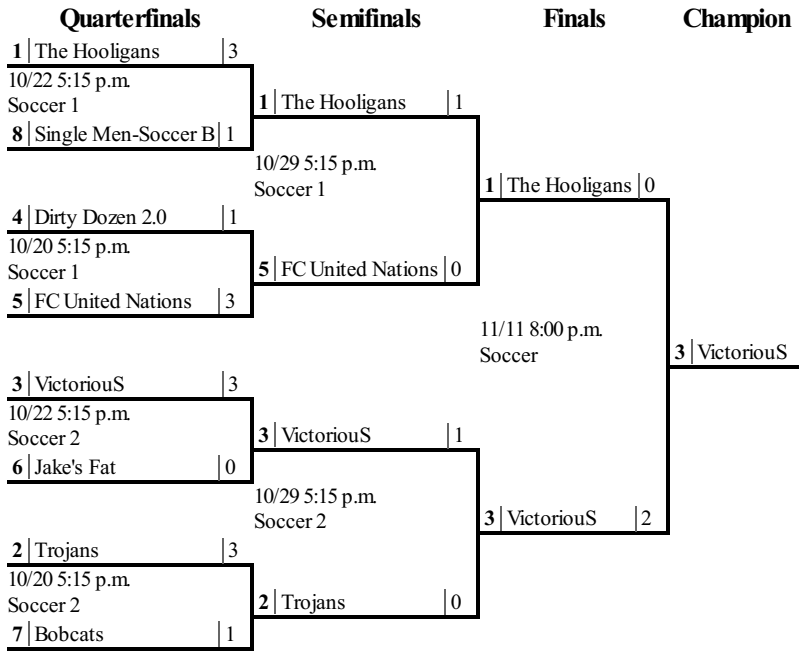 Quarterfinals Semifinals Finals Champion
1 The Hooligans 3
10/22 5:15 p.m.
Soccer 1
8 Single Men-Soccer B 1
4 Dirty Dozen 2.0 1
10/20 5:15 p.m.
Soccer 1
5 FC United Nations 3
3 VictoriouS 3
10/22 5:15 p.m.
Soccer 2
6 Jake's Fat 0
2 Trojans 3
10/20 5:15 p.m.
Soccer 2
7 Bobcats 1
1 The Hooligans 1
10/29 5:15 p.m.
Soccer 1
5 FC United Nations 0
3 VictoriouS 1
10/29 5:15 p.m.
Soccer 2
2 Trojans 0
1 The Hooligans 0
11/11 8:00 p.m.
Soccer
3 VictoriouS 2
3 VictoriouS